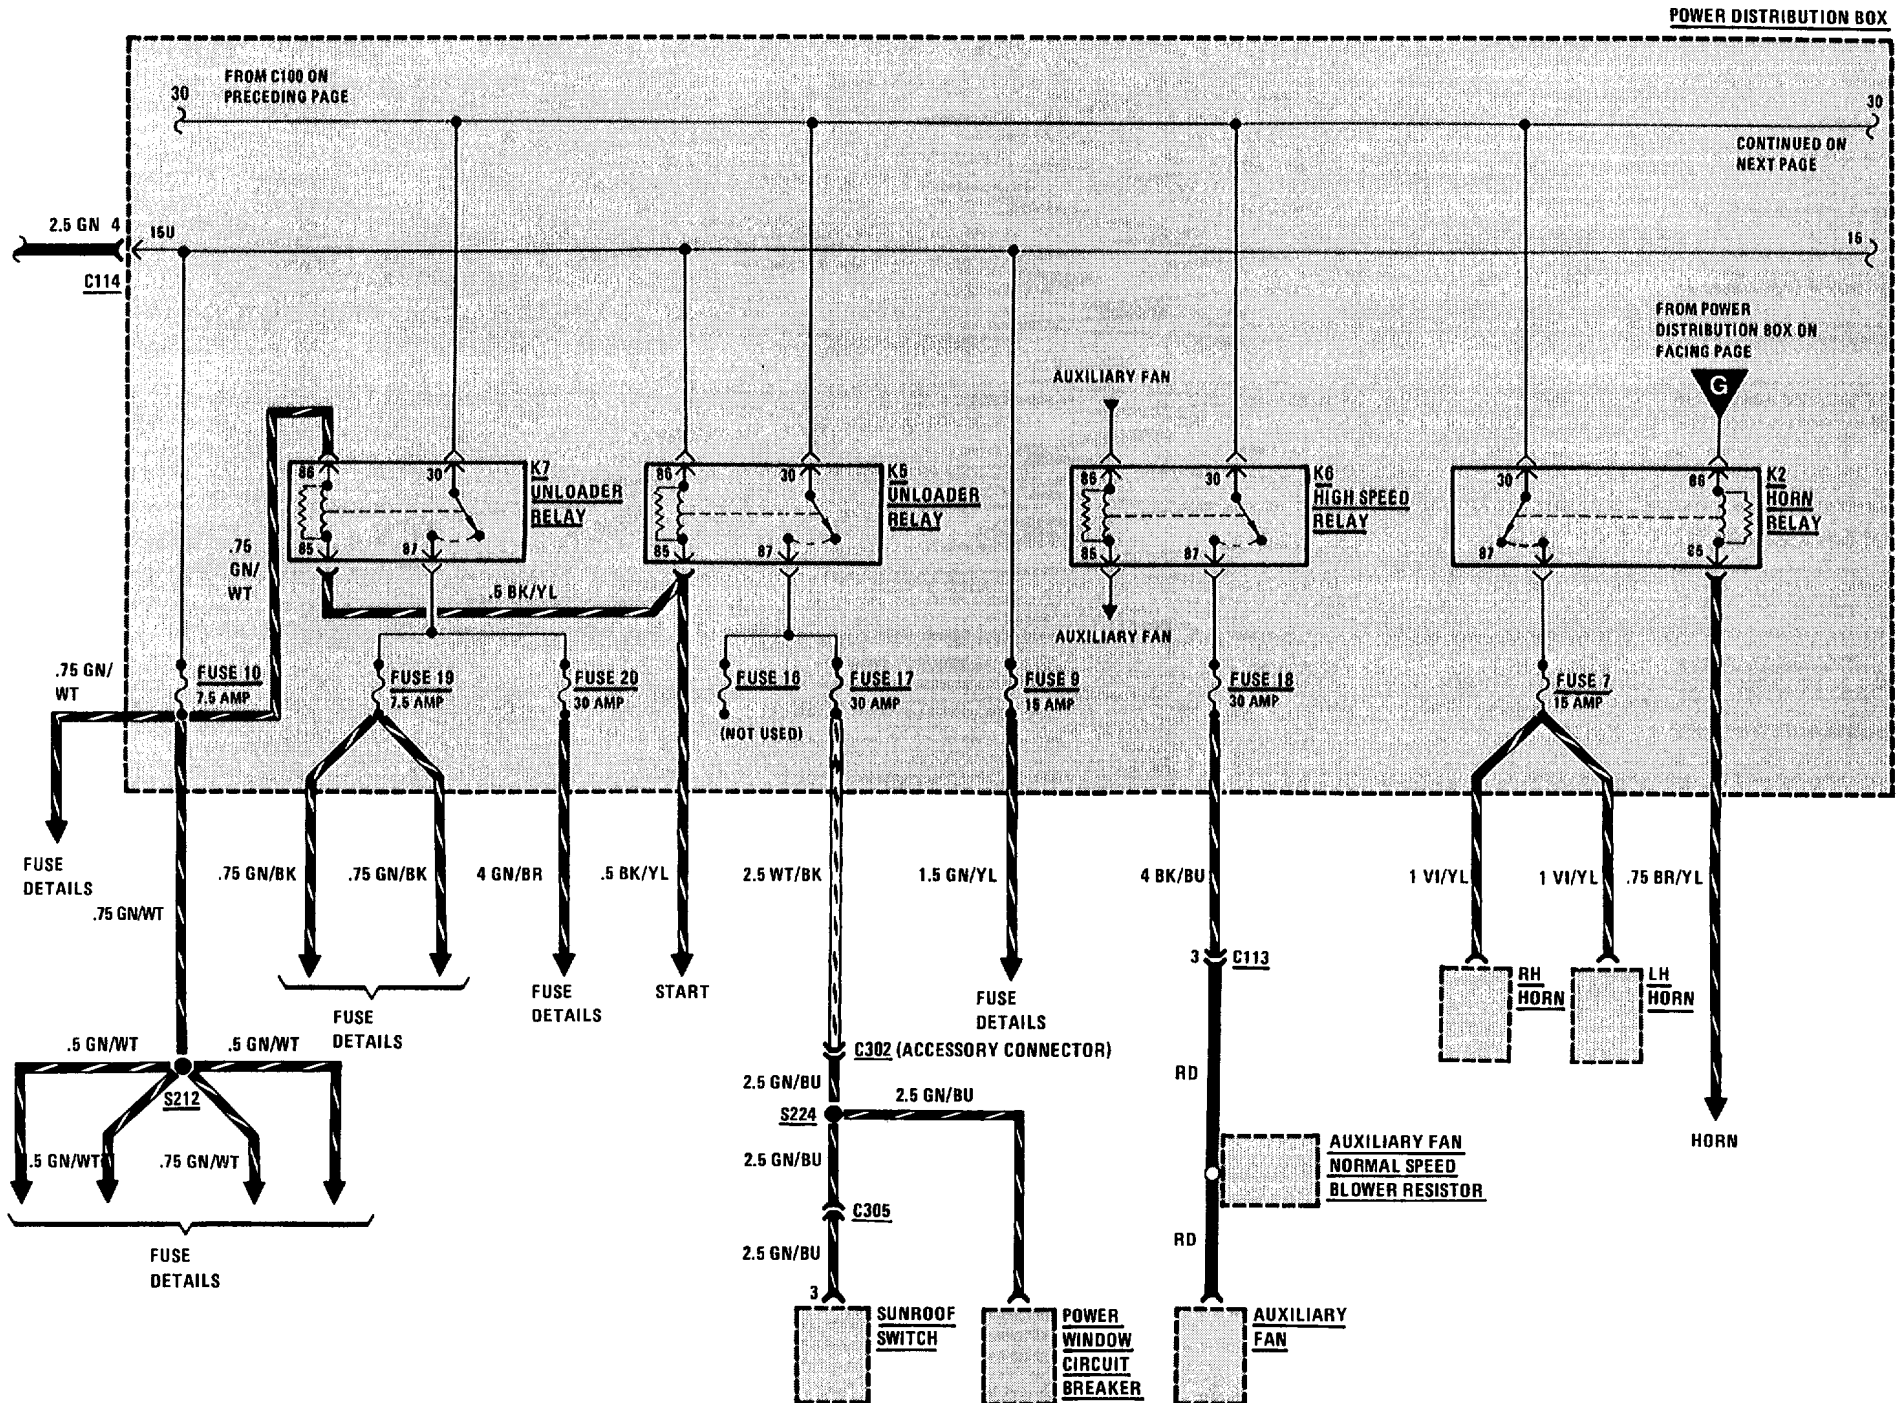 POWER DISTRIBUTION BOX
FROM C100 ON
PRECEDING PAGE
30
30
CONTINUED ON
NEXT PAGE
2.5 GN 4
15U
15
C114
FROM POWER
DISTRIBUTION BOX ON
FACING PAGE
G
AUXILIARY FAN
86
30
K7
UNLOADER
RELAY
85
87
86
30
K5
UNLOADER
RELAY
85
87
86
30
K6
HIGH SPEED
RELAY
86
87
30
86
K2
HORN
RELAY
87
85
.75
GN/
WT
.5 BK/YL
AUXILIARY FAN
.75 GN/
WT
FUSE 10
7.5 AMP
FUSE 19
7.5 AMP
FUSE 20
30 AMP
FUSE 16
(NOT USED)
FUSE 17
30 AMP
FUSE 9
15 AMP
FUSE 18
30 AMP
FUSE 7
15 AMP
FUSE
DETAILS
.75 GN/WT
.75 GN/BK
.75 GN/BK
4 GN/BR
.5 BK/YL
2.5 WT/BK
1.5 GN/YL
4 BK/BU
1 VI/YL
1 VI/YL
.75 BR/YL
3
C113
FUSE
DETAILS
FUSE
DETAILS
START
FUSE
DETAILS
RH
HORN
LH
HORN
.5 GN/WT
.5 GN/WT
S212
.5 GN/WT
.75 GN/WT
FUSE
DETAILS
C302 (ACCESSORY CONNECTOR)
2.5 GN/BU
S224
2.5 GN/BU
2.5 GN/BU
C305
2.5 GN/BU
3
SUNROOF
SWITCH
POWER
WINDOW
CIRCUIT
BREAKER
RD
AUXILIARY FAN
NORMAL SPEED
BLOWER RESISTOR
RD
AUXILIARY
FAN
HORN